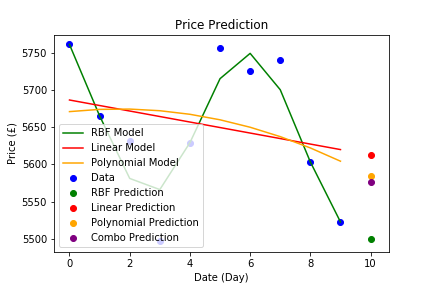 Price Prediction
Price (£)
5750
5700
5650
5600
5550
5500
RBF Model
Linear Model
Polynomial Model
Data
RBF Prediction
Linear Prediction
Polynomial Prediction
Combo Prediction
0 2 4 6 8 10
Date (Day)